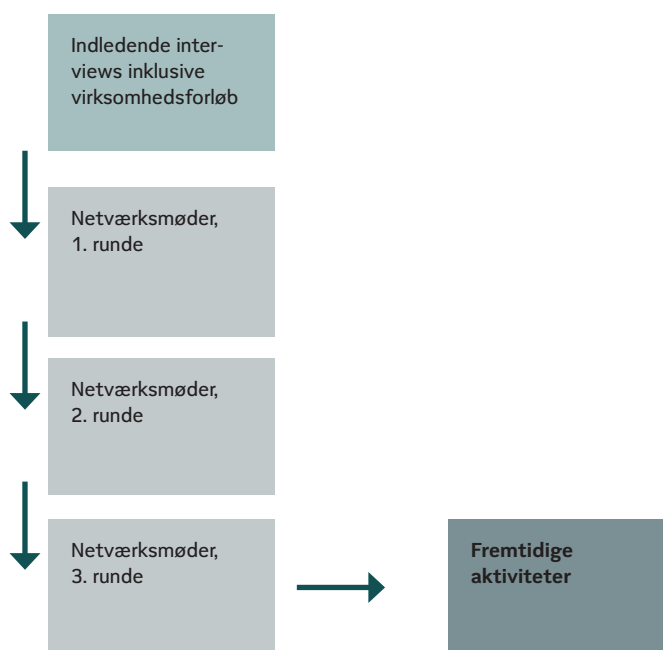 Indledende inter-
views inklusive
virksomhedsforløb
Netværksmøder,
1. runde
Netværksmøder,
2. runde
Netværksmøder,
3. runde
Fremtidige
aktiviteter